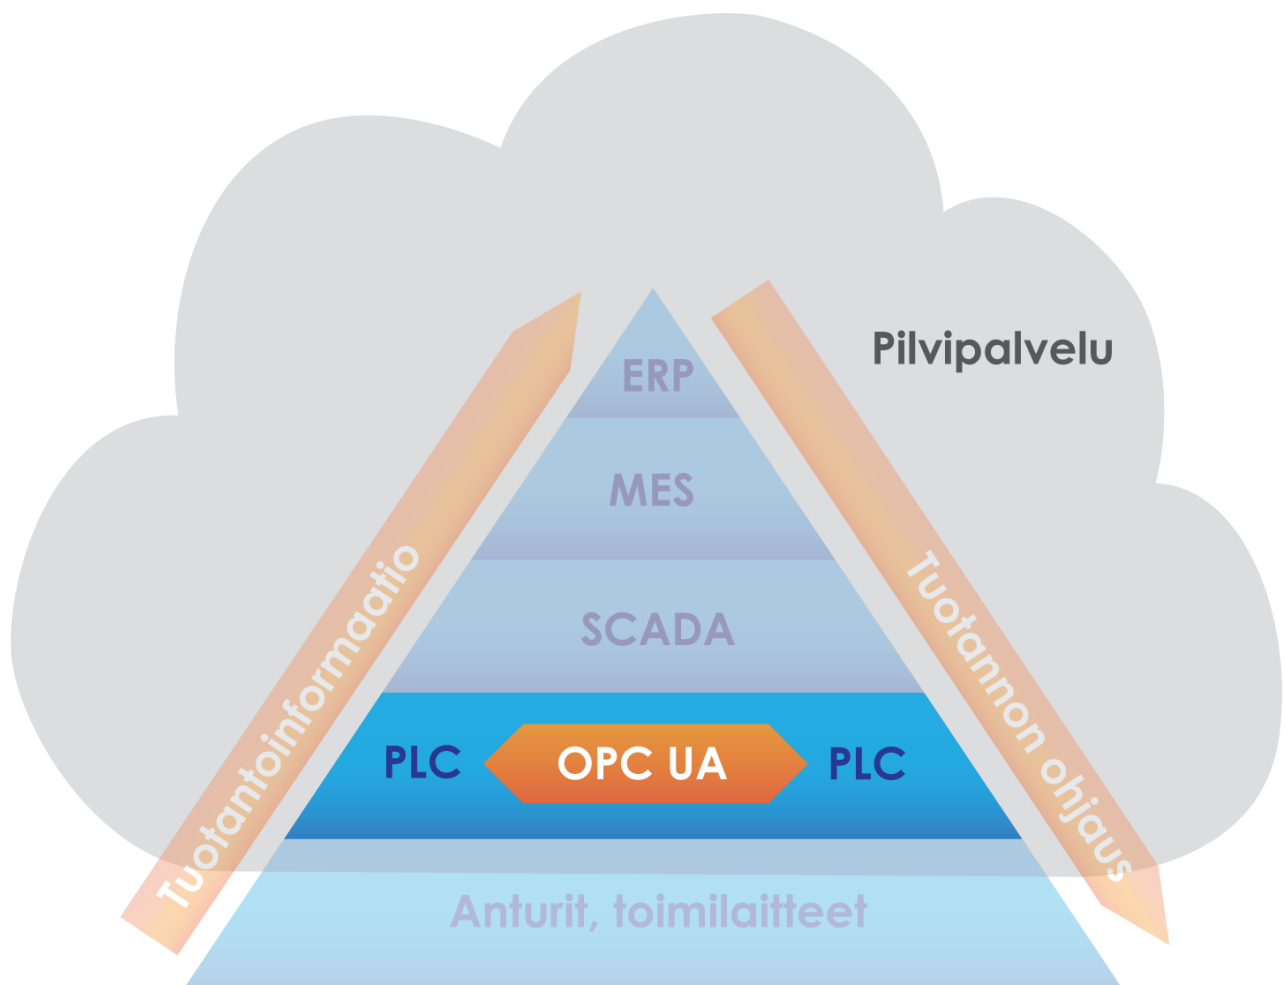 Pilvipalvelu
ERP
MES
SCADA
PLC OPC UA PLC
Anturit, toimilaitteet
Tuotantoinformaatio
Tuotannon ohjaus